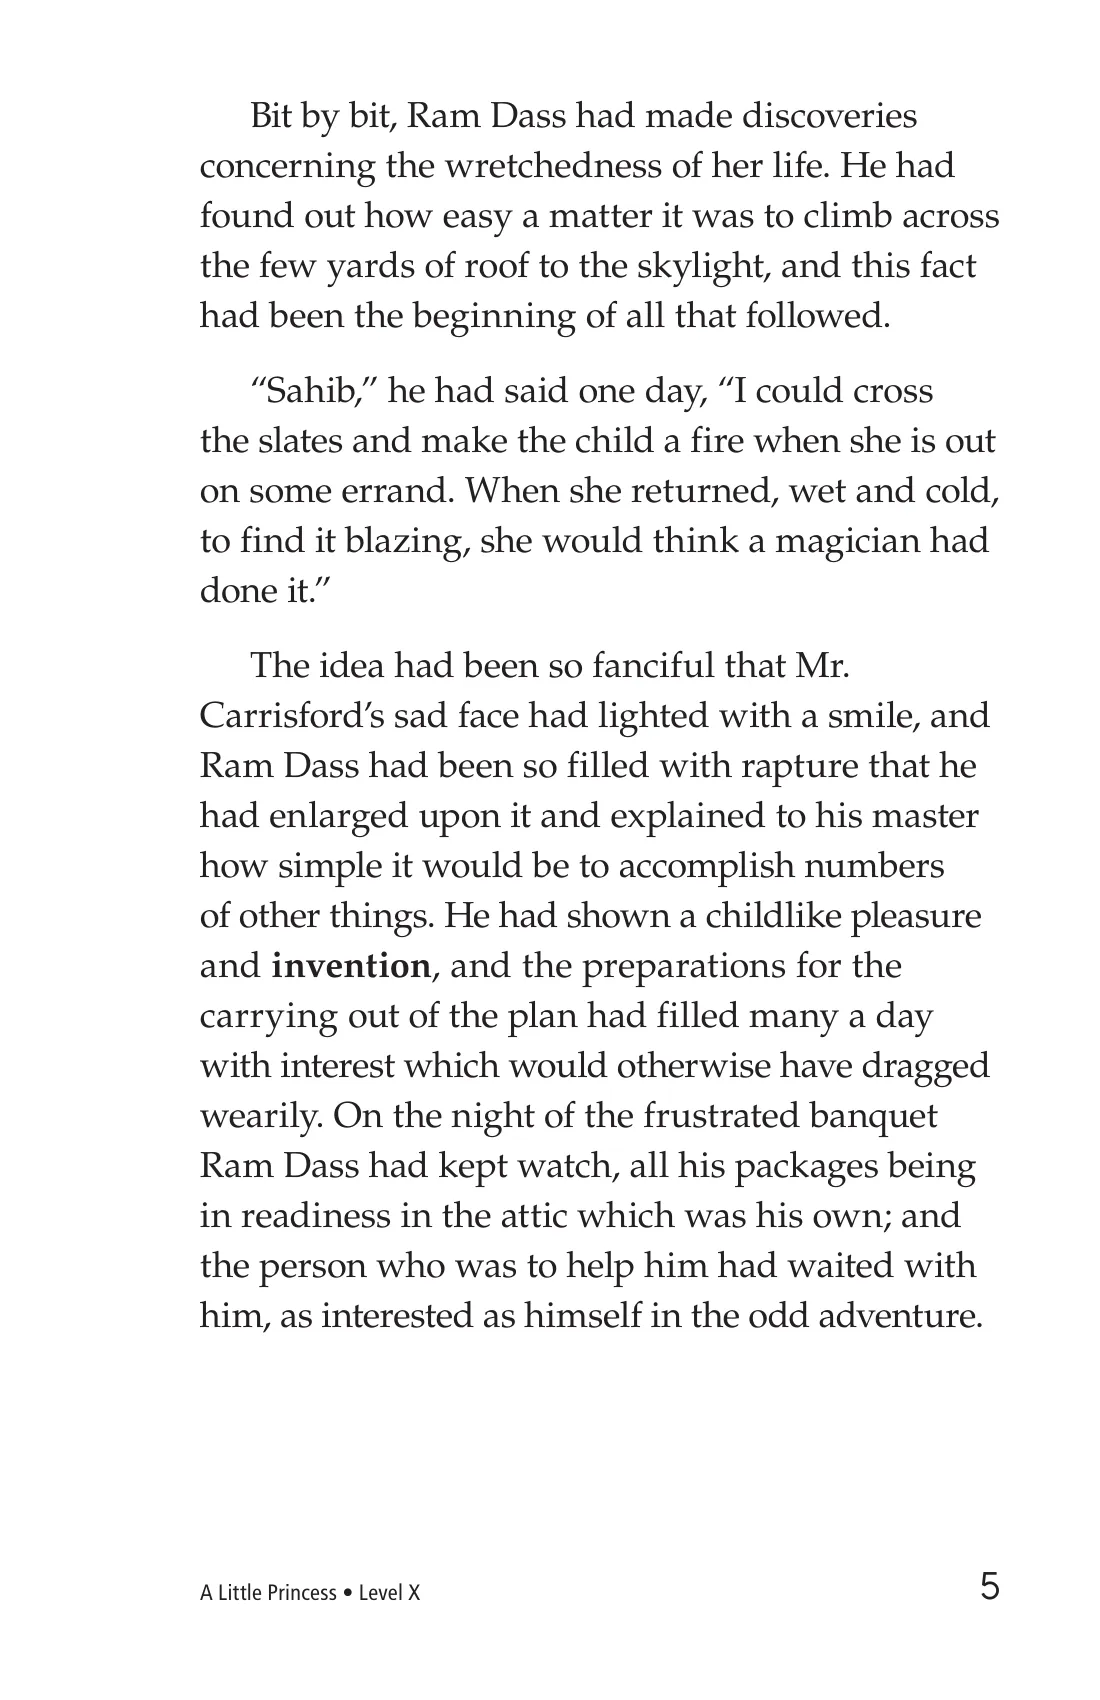 Bit by bit, Ram Dass had made discoveries
concerning the wretchedness of her life. He had
found out how easy a matter it was to climb across
the few yards of roof to the skylight, and this fact
had been the beginning of all that followed.
“Sahib,” he had said one day, “I could cross
the slates and make the child a fire when she is out
on some errand. When she returned, wet and cold,
to find it blazing, she would think a magician had
done it.”
The idea had been so fanciful that Mr.
Carrisford’s sad face had lighted with a smile, and
Ram Dass had been so filled with rapture that he
had enlarged upon it and explained to his master
how simple it would be to accomplish numbers
of other things. He had shown a childlike pleasure
and invention, and the preparations for the
carrying out of the plan had filled many a day
with interest which would otherwise have dragged
wearily. On the night of the frustrated banquet
Ram Dass had kept watch, all his packages being
in readiness in the attic which was his own; and
the person who was to help him had waited with
him, as interested as himself in the odd adventure.
A Little Princess • Level X 5